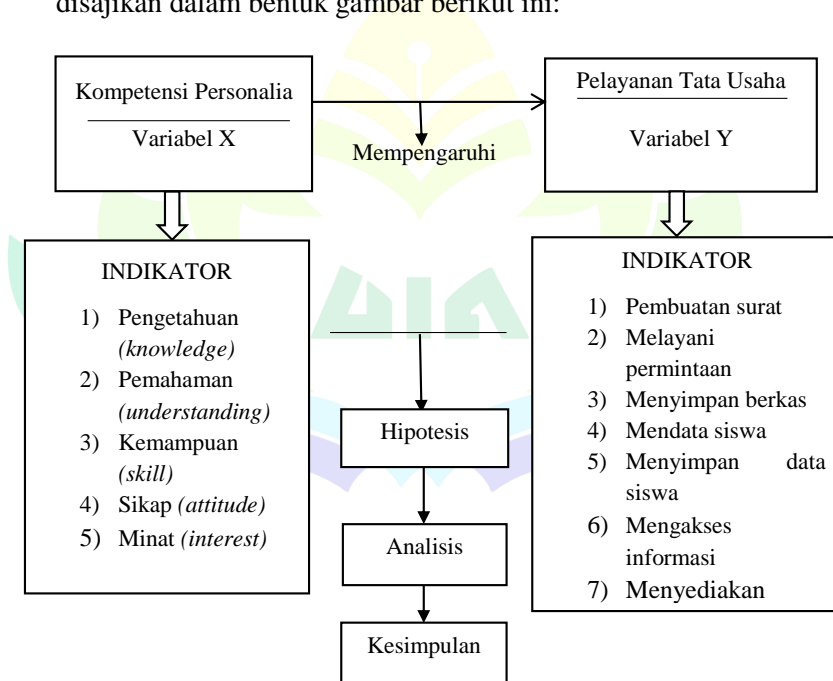 disajikan dalam bentuk gambar berikut ini:
Kompetensi Personalia
Variabel X
Mempengaruhi
Pelayanan Tata Usaha
Variabel Y
INDIKATOR
1) Pengetahuan
(knowledge)
2) Pemahaman
(understanding)
3) Kemampuan
(skill)
4) Sikap (attitude)
5) Minat (interest)
Hipotesis
Analisis
Kesimpulan
INDIKATOR
1) Pembuatan surat
2) Melayani
permintaan
3) Menyimpan berkas
4) Mendata siswa
5) Menyimpan data
siswa
6) Mengakses
informasi
7) Menyediakan